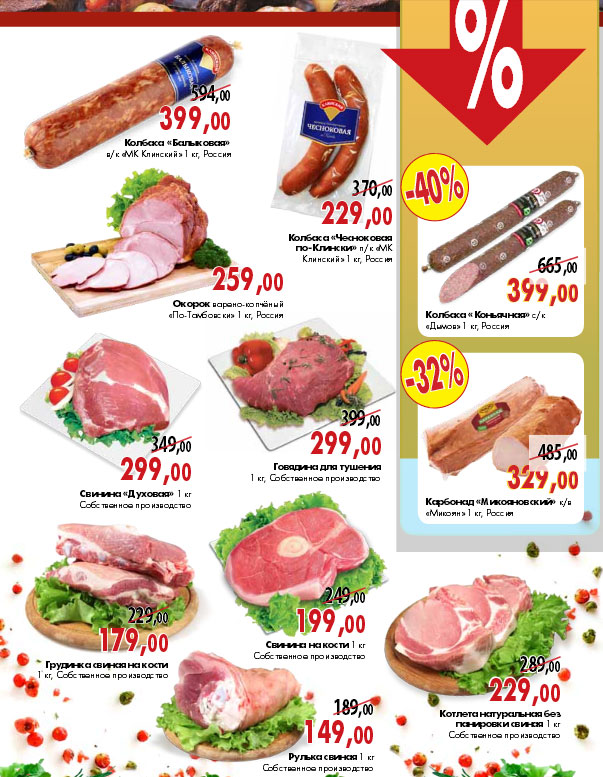 БАЛЫКОВАЯ
594,00
399,00
Колбаса «Балыковая»
в/к «МК Клинский» 1 кг, Россия
КЛИНСКИЙ
ЧЕСНОКОВАЯ
370,00
229,00
Колбаса «Чесноковая
по-Клински» п/к «МК
Клинский» 1 кг, Россия
%
-40%
665,00
399,00
Колбаса « Коньячная» с/к
«Дымов» 1 кг, Россия
259,00
Окорок варено-копчёный
«По-Тамбовски» 1 кг, Россия
-32%
485,00
329,00
Карбонад «Микояновский» к/в
«Микоян» 1 кг, Россия
349,00
299,00
Свинина «Духовая» 1 кг
Собственное производство
399,00
299,00
Говядина для тушения
1 кг, Собственное производство
229,00
179,00
Грудинка свиная на кости
1 кг, Собственное производство
249,00
199,00
Свинина на кости 1 кг
Собственное производство
189,00
149,00
Рулька свиная 1 кг
Собственное производство
289,00
229,00
Котлета натуральная без
панировки свиная 1 кг
Собственное производство